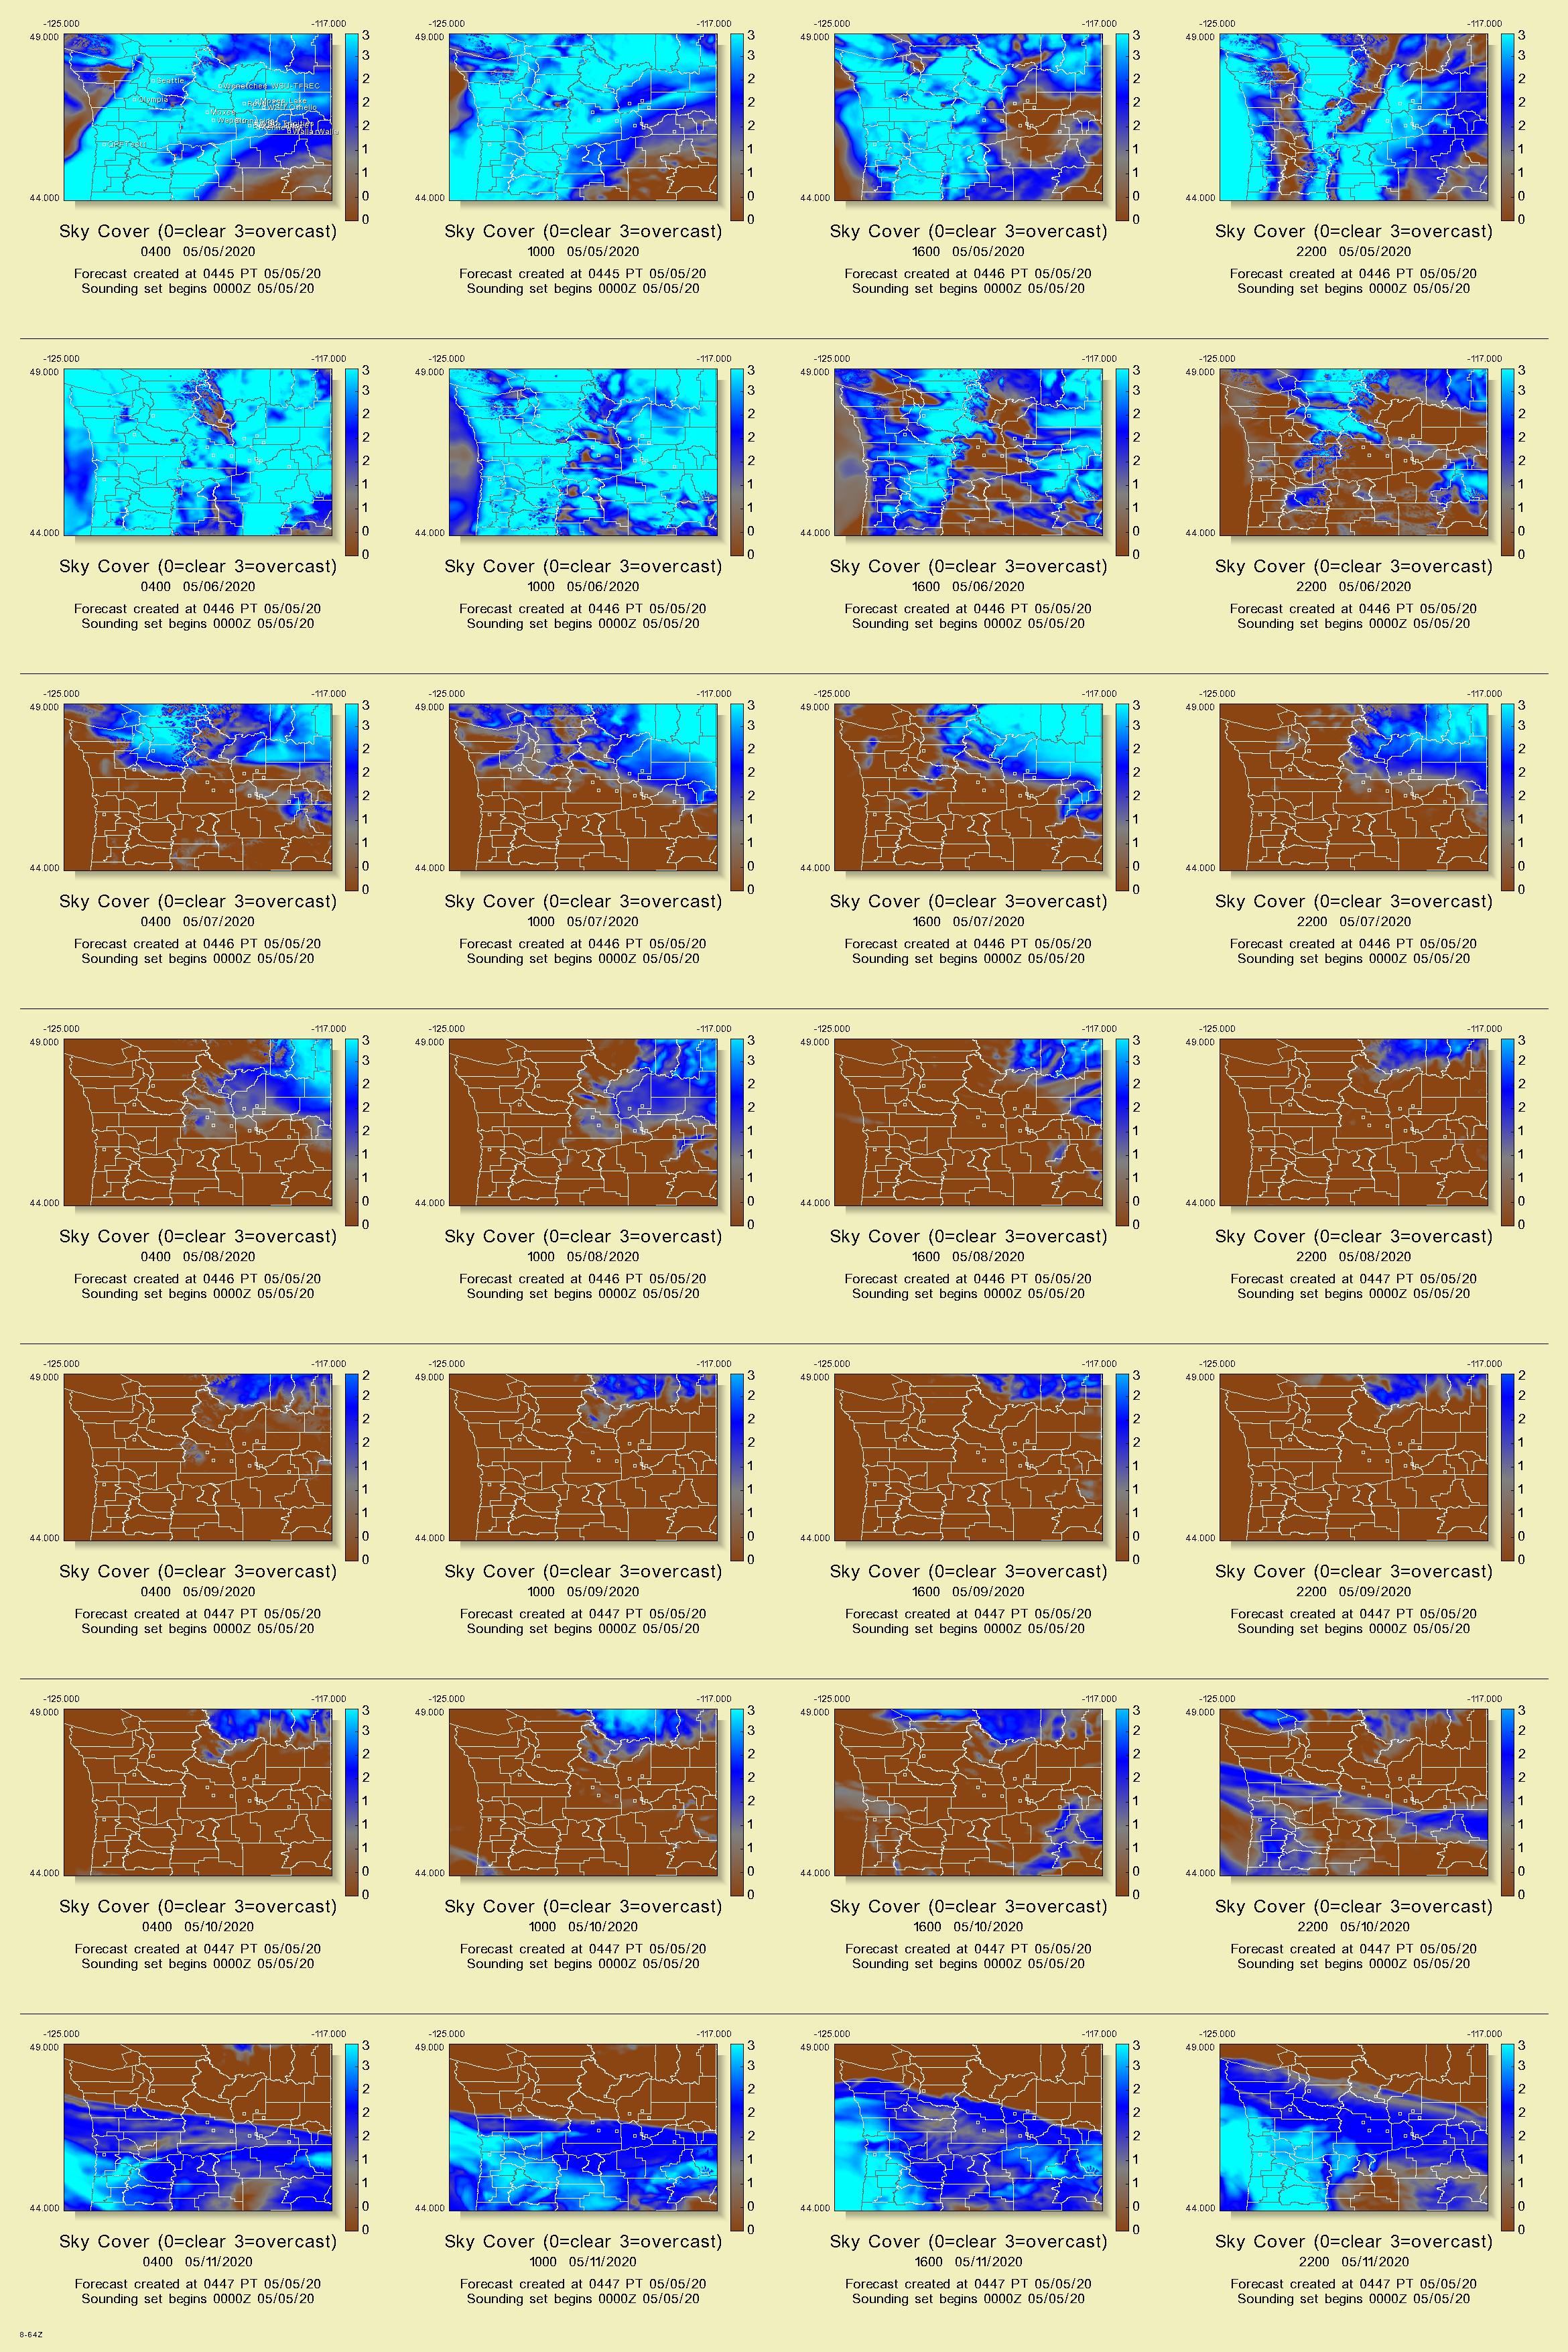 -125.000 -117.000 -125.000 -117.000 -125.000 -117.000 -125.000 -117.000
49.000 3 49.000 3 49.000 3 49.000 3
3 3 3 3
Seattle 2 2 2 2
Olympia 2 2 2 2
2 2 2 2
1 1 1 1
1 1 1 1
44.000 0 44.000 0 44.000 0 44.000 0
0 0 0 0
Sky Cover (0=clear 3=overcast) Sky Cover (0=clear 3=overcast) Sky Cover (0=clear 3=overcast) Sky Cover (0=clear 3=overcast)
0400 05/05/2020 1000 05/05/2020 1600 05/05/2020 2200 05/05/2020
Forecast created at 0445 PT 05/05/20 Forecast created at 0445 PT 05/05/20 Forecast created at 0446 PT 05/05/20 Forecast created at 0446 PT 05/05/20
Sounding set begins 0000Z 05/05/20 Sounding set begins 0000Z 05/05/20 Sounding set begins 0000Z 05/05/20 Sounding set begins 0000Z 05/05/20
-125.000 -117.000 -125.000 -117.000 -125.000 -117.000 -125.000 -117.000
49.000 3 49.000 3 49.000 3 49.000 3
3 3 3 3
2 2 2 2
2 2 2 2
2 2 2 2
1 1 1 1
1 1 1 1
44.000 0 44.000 0 44.000 0 44.000 0
0 0 0 0
Sky Cover (0=clear 3=overcast) Sky Cover (0=clear 3=overcast) Sky Cover (0=clear 3=overcast) Sky Cover (0=clear 3=overcast)
0400 05/06/2020 1000 05/06/2020 1600 05/06/2020 2200 05/06/2020
Forecast created at 0446 PT 05/05/20 Forecast created at 0446 PT 05/05/20 Forecast created at 0446 PT 05/05/20 Forecast created at 0446 PT 05/05/20
Sounding set begins 0000Z 05/05/20 Sounding set begins 0000Z 05/05/20 Sounding set begins 0000Z 05/05/20 Sounding set begins 0000Z 05/05/20
-125.000 -117.000 -125.000 -117.000 -125.000 -117.000 -125.000 -117.000
49.000 3 49.000 3 49.000 3 49.000 3
3 3 3 3
2 2 2 2
2 2 2 2
2 2 2 2
1 1 1 1
1 1 1 1
44.000 0 44.000 0 44.000 0 44.000 0
0 0 0 0
Sky Cover (0=clear 3=overcast) Sky Cover (0=clear 3=overcast) Sky Cover (0=clear 3=overcast) Sky Cover (0=clear 3=overcast)
0400 05/07/2020 1000 05/07/2020 1600 05/07/2020 2200 05/07/2020
Forecast created at 0446 PT 05/05/20 Forecast created at 0446 PT 05/05/20 Forecast created at 0446 PT 05/05/20 Forecast created at 0446 PT 05/05/20
Sounding set begins 0000Z 05/05/20 Sounding set begins 0000Z 05/05/20 Sounding set begins 0000Z 05/05/20 Sounding set begins 0000Z 05/05/20
-125.000 -117.000 -125.000 -117.000 -125.000 -117.000 -125.000 -117.000
49.000 3 49.000 3 49.000 3 49.000 3
3 3 3 2
2 2 2 2
2 2 2 2
2 1 1 1
1 1 1 1
1 1 1 1
44.000 0 44.000 0 44.000 0 44.000 0
0 0 0 0
Sky Cover (0=clear 3=overcast) Sky Cover (0=clear 3=overcast) Sky Cover (0=clear 3=overcast) Sky Cover (0=clear 3=overcast)
0400 05/08/2020 1000 05/08/2020 1600 05/08/2020 2200 05/08/2020
Forecast created at 0446 PT 05/05/20 Forecast created at 0446 PT 05/05/20 Forecast created at 0446 PT 05/05/20 Forecast created at 0447 PT 05/05/20
Sounding set begins 0000Z 05/05/20 Sounding set begins 0000Z 05/05/20 Sounding set begins 0000Z 05/05/20 Sounding set begins 0000Z 05/05/20
-125.000 -117.000 -125.000 -117.000 -125.000 -117.000 -125.000 -117.000
49.000 2 49.000 3 49.000 3 49.000 2
2 2 2 2
2 2 2 2
2 2 2 1
1 1 1 1
1 1 1 1
1 1 1 1
44.000 0 44.000 0 44.000 0 44.000 0
0 0 0 0
Sky Cover (0=clear 3=overcast) Sky Cover (0=clear 3=overcast) Sky Cover (0=clear 3=overcast) Sky Cover (0=clear 3=overcast)
0400 05/09/2020 1000 05/09/2020 1600 05/09/2020 2200 05/09/2020
Forecast created at 0447 PT 05/05/20 Forecast created at 0447 PT 05/05/20 Forecast created at 0447 PT 05/05/20 Forecast created at 0447 PT 05/05/20
Sounding set begins 0000Z 05/05/20 Sounding set begins 0000Z 05/05/20 Sounding set begins 0000Z 05/05/20 Sounding set begins 0000Z 05/05/20
-125.000 -117.000 -125.000 -117.000 -125.000 -117.000 -125.000 -117.000
49.000 3 49.000 3 49.000 3 49.000 3
3 3 2 2
2 2 2 2
2 2 2 2
1 2 1 1
1 1 1 1
1 1 1 1
44.000 0 44.000 0 44.000 0 44.000 0
0 0 0 0
Sky Cover (0=clear 3=overcast) Sky Cover (0=clear 3=overcast) Sky Cover (0=clear 3=overcast) Sky Cover (0=clear 3=overcast)
0400 05/10/2020 1000 05/10/2020 1600 05/10/2020 2200 05/10/2020
Forecast created at 0447 PT 05/05/20 Forecast created at 0447 PT 05/05/20 Forecast created at 0447 PT 05/05/20 Forecast created at 0447 PT 05/05/20
Sounding set begins 0000Z 05/05/20 Sounding set begins 0000Z 05/05/20 Sounding set begins 0000Z 05/05/20 Sounding set begins 0000Z 05/05/20
-125.000 -117.000 -125.000 -117.000 -125.000 -117.000 -125.000 -117.000
49.000 3 49.000 3 49.000 3 49.000 3
3 3 3 3
2 2 2 2
2 2 2 2
2 2 2 2
1 1 1 1
1 1 1 1
44.000 0 44.000 0 44.000 0 44.000 0
0 0 0 0
Sky Cover (0=clear 3=overcast) Sky Cover (0=clear 3=overcast) Sky Cover (0=clear 3=overcast) Sky Cover (0=clear 3=overcast)
0400 05/11/2020 1000 05/11/2020 1600 05/11/2020 2200 05/11/2020
Forecast created at 0447 PT 05/05/20 Forecast created at 0447 PT 05/05/20 Forecast created at 0447 PT 05/05/20 Forecast created at 0447 PT 05/05/20
Sounding set begins 0000Z 05/05/20 Sounding set begins 0000Z 05/05/20 Sounding set begins 0000Z 05/05/20 Sounding set begins 0000Z 05/05/20
8-64Z